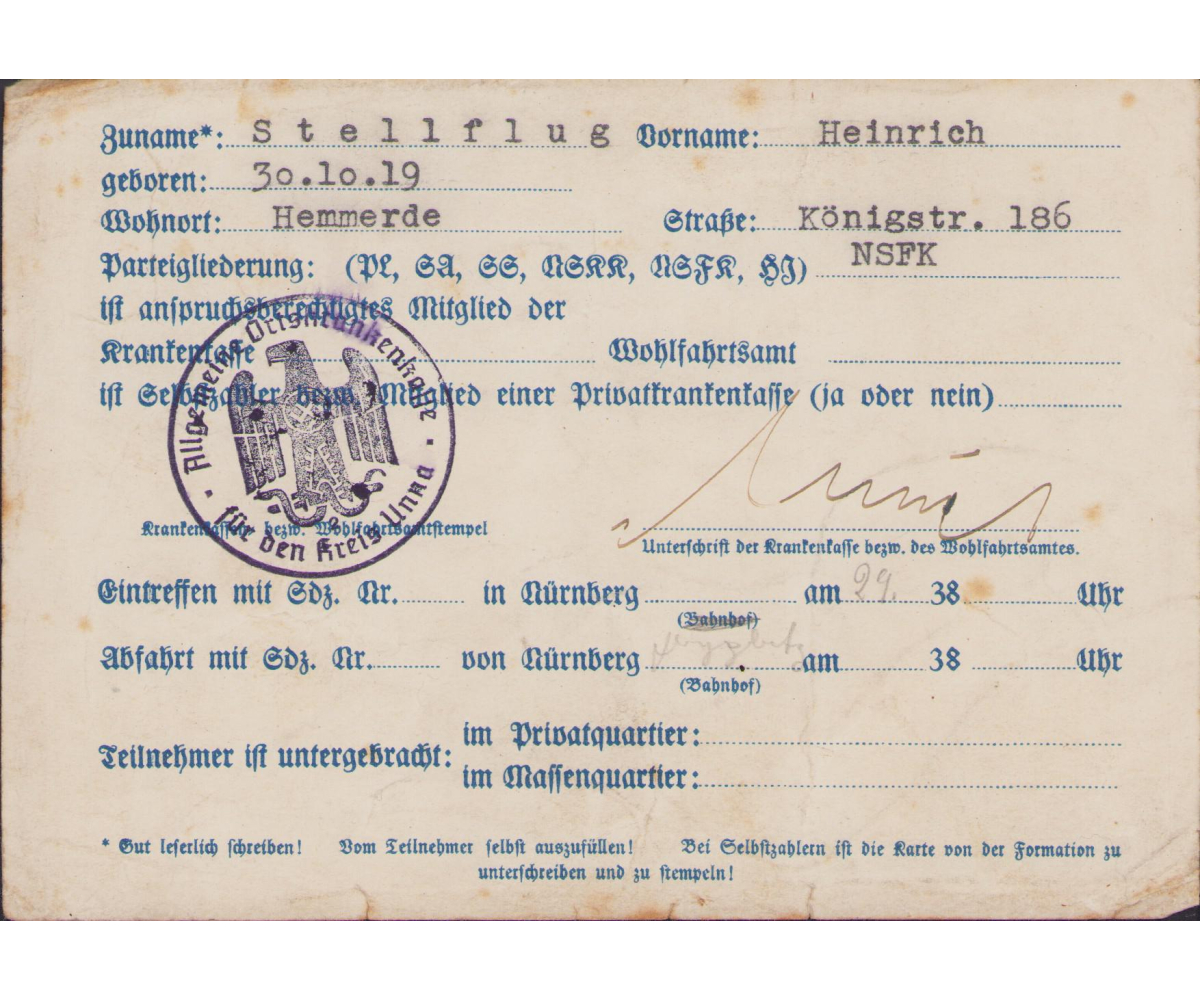 Zuname*: Stellflug Vorname: Heinrich
geboren: 30.10.19
Wohnort: Hemmerde Straße: Königstr. 186
Parteigliederung: (PL, SA, SS, NSKK, NSFK, HJ) NSFK
ist anspruchsberechtigtes Mitglied der
Krankenkasse Wohlfahrtsamt
ist Selbstzahler bezw. Mitglied einer Privatkrankenkasse (ja oder nein)
Allgemeine Ortskrankenkasse
für den Kreis Unna
Krankenkassen- bezw. Wohlfahrtsamtstempel
Unterschrift der Krankenkasse bezw. des Wohlfahrtsamtes.
Eintreffen mit Sdz. Nr. in Nürnberg am 29. 38 Uhr
(Bahnhof)
Abfahrt mit Sdz. Nr. von Nürnberg am 38 Uhr
(Bahnhof)
Teilnehmer ist untergebracht: im Privatquartier:
im Massenquartier:
* Gut leserlich schreiben! Vom Teilnehmer selbst auszufüllen! Bei Selbstzahlern ist die Karte von der Formation zu
unterschreiben und zu stempeln!